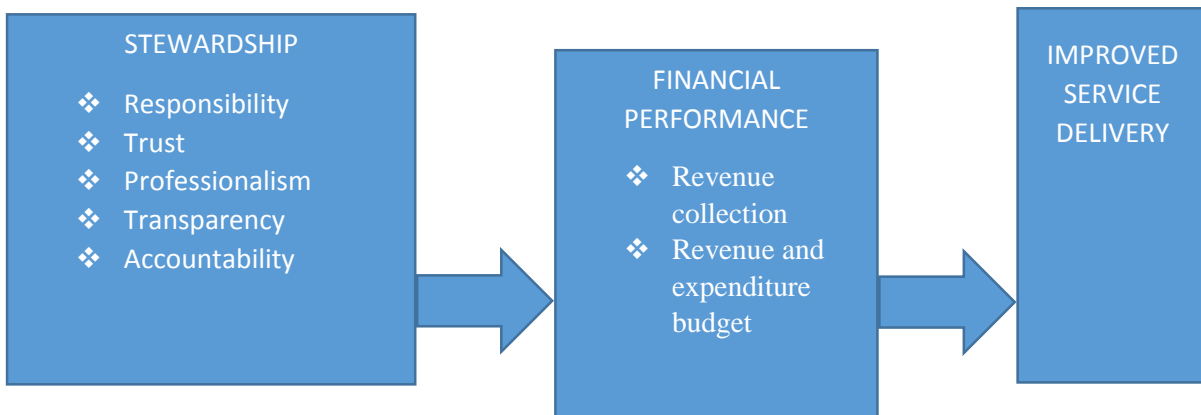 STEWARDSHIP
❖ Responsibility
❖ Trust
❖ Professionalism
❖ Transparency
❖ Accountability
FINANCIAL
PERFORMANCE
❖ Revenue
collection
❖ Revenue and
expenditure
budget
IMPROVED
SERVICE
DELIVERY